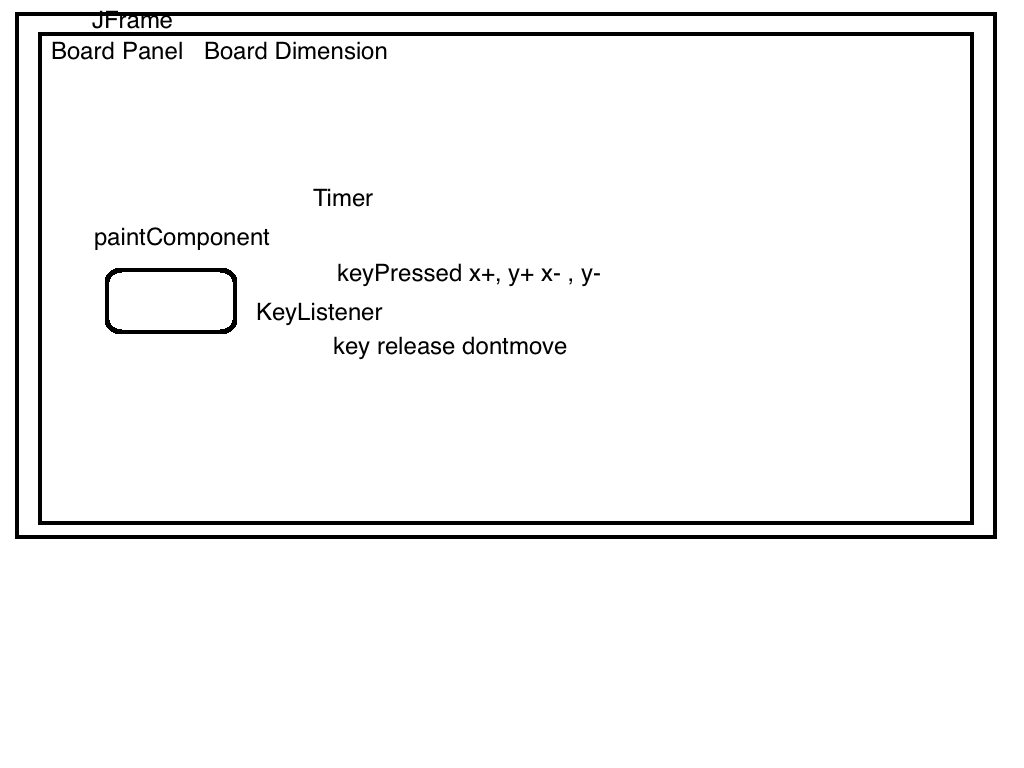 JFrame
Board Panel   Board Dimension
Timer
paintComponent
keyPressed x+, y+ x- , y-
KeyListener
key release dontmove